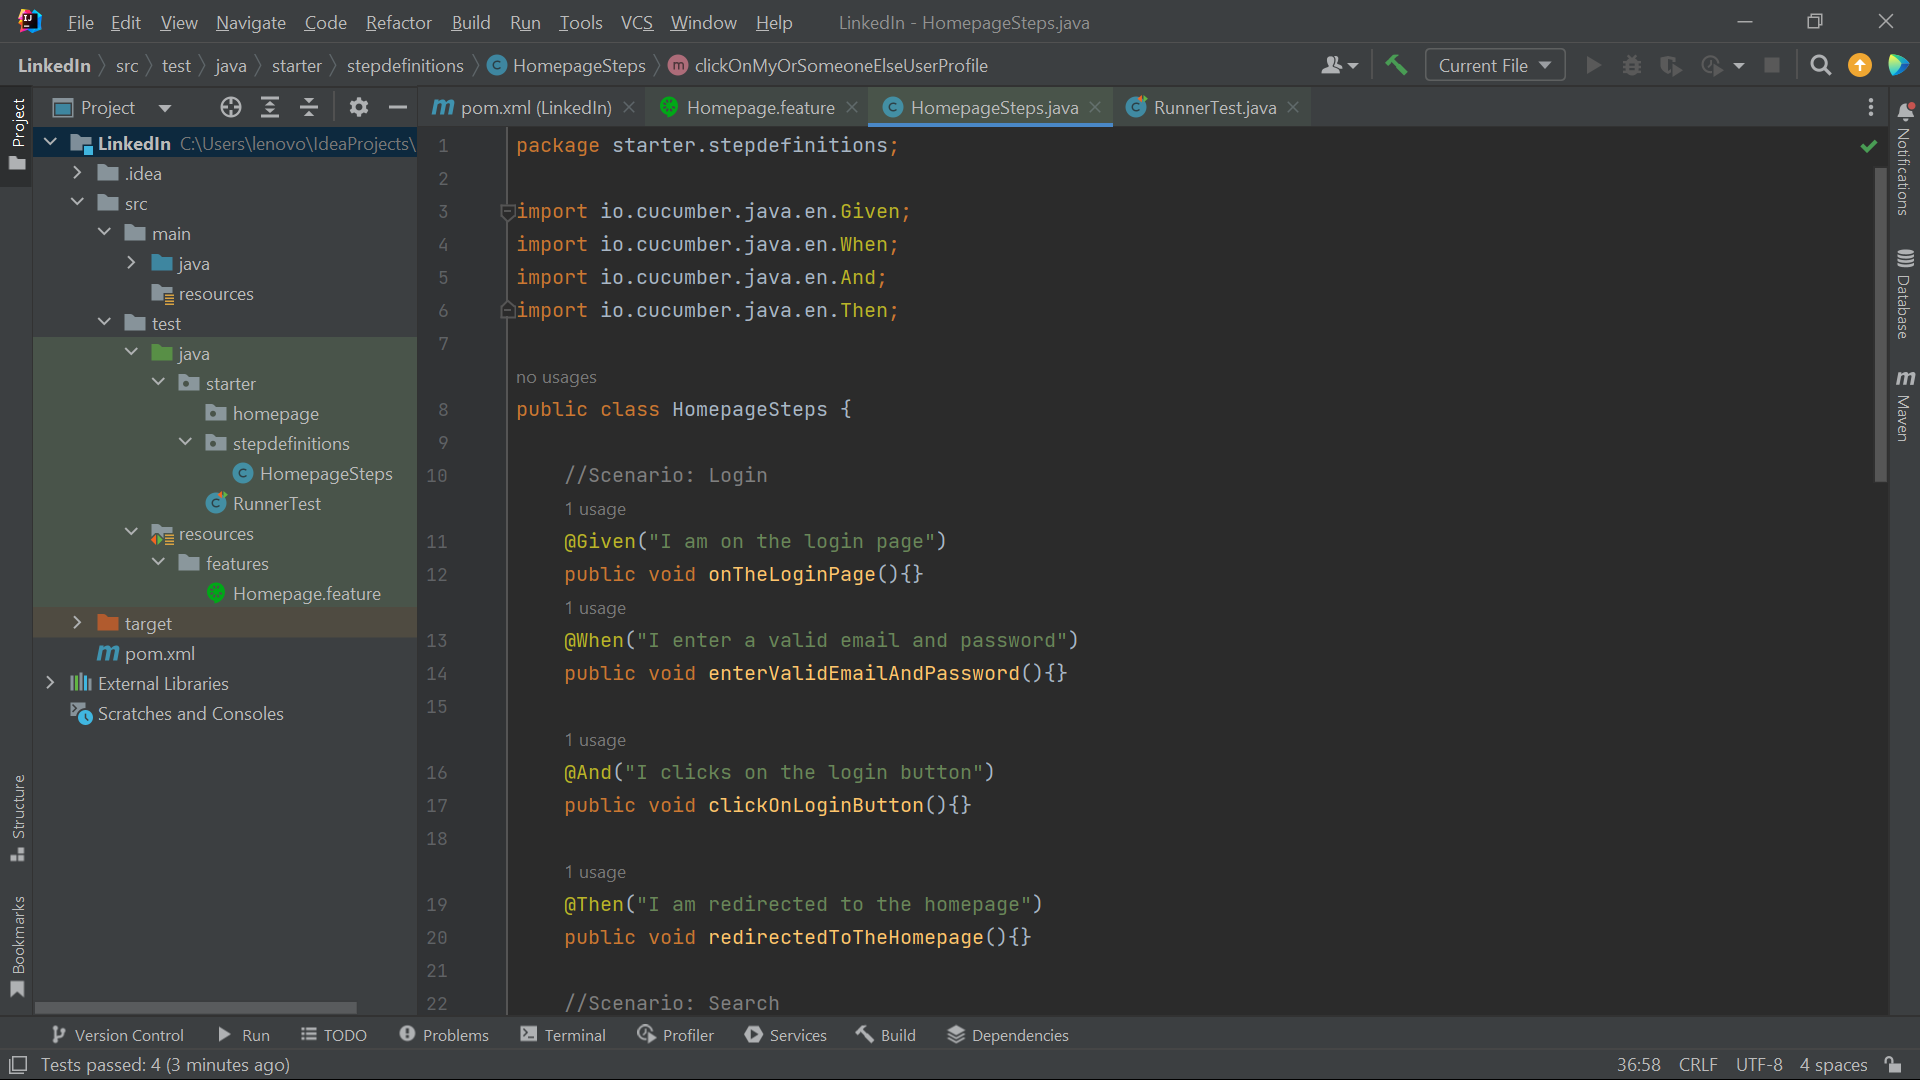 File Edit View Navigate Code Refactor Build Run Tools VCS Window Help LinkedIn - HomepageSteps.java
LinkedIn src test java starter stepdefinitions HomepageSteps clickOnMyOrSomeoneElseUserProfile Current File
Project pom.xml (LinkedIn) Homepage.feature HomepageSteps.java RunnerTest.java
Project
Structure
Bookmarks
LinkedIn C:\Users\lenovo\IdeaProjects\
.idea
src
main
java
resources
test
java
starter
homepage
stepdefinitions
HomepageSteps
RunnerTest
resources
features
Homepage.feature
target
pom.xml
External Libraries
Scratches and Consoles
1 package starter.stepdefinitions;
2
3 import io.cucumber.java.en.Given;
4 import io.cucumber.java.en.When;
5 import io.cucumber.java.en.And;
6 import io.cucumber.java.en.Then;
7
no usages
8 public class HomepageSteps {
9
10 //Scenario: Login
1 usage
11 @Given("I am on the login page")
12 public void onTheLoginPage(){}
1 usage
13 @When("I enter a valid email and password")
14 public void enterValidEmailAndPassword(){}
15
1 usage
16 @And("I clicks on the login button")
17 public void clickOnLoginButton(){}
18
1 usage
19 @Then("I am redirected to the homepage")
20 public void redirectedToTheHomepage(){}
21
22 //Scenario: Search
Notifications
Database
Maven
Version Control Run TODO Problems Terminal Profiler Services Build Dependencies
Tests passed: 4 (3 minutes ago) 36:58 CRLF UTF-8 4 spaces